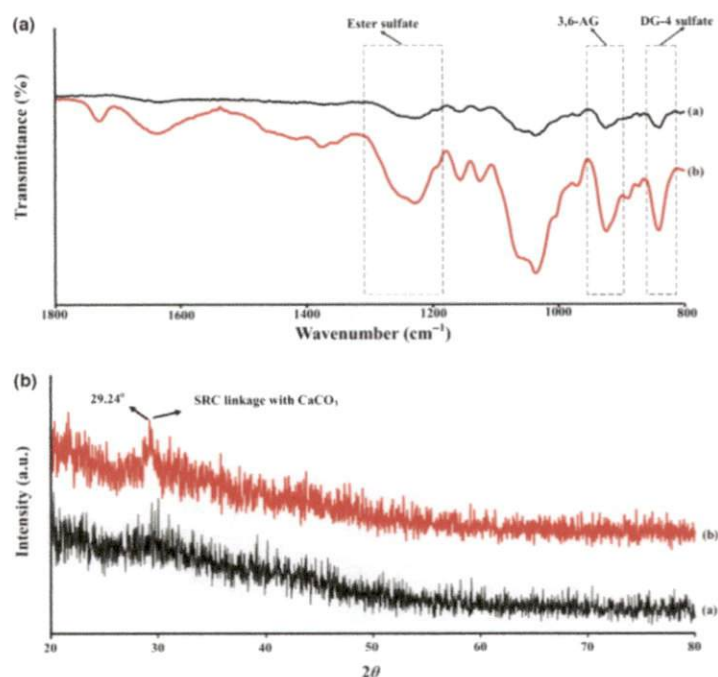 (a)
Ester sulfate 3,6-AG DG-4 sulfate
Transmittance (%)
(a)
(b)
1800 1600 1400 1200 1000 800
Wavenumber (cm⁻¹)
(b)
29.24° SRC linkage with CaCO₃
Intensity (a.u.)
(b)
(a)
20 30 40 50 60 70 80
2θ